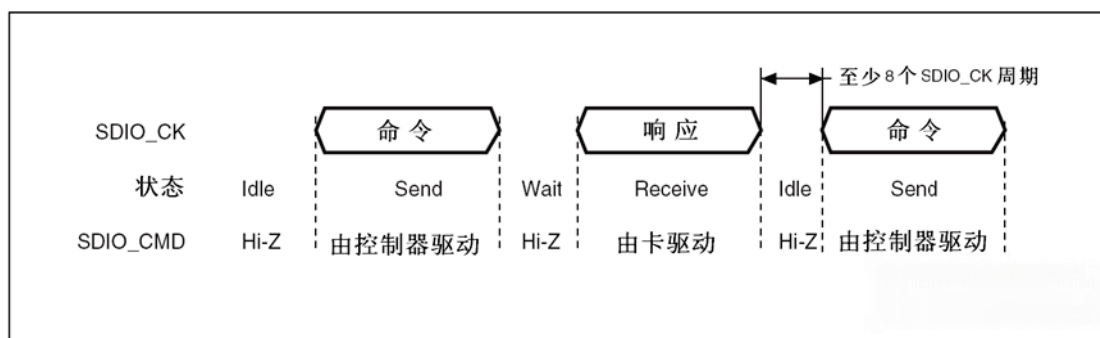 至少8个SDIO_CK 周期
SDIO_CK 命令 响应 命令
状态 Idle Send Wait Receive Idle Send
SDIO_CMD Hi-Z 由控制器驱动 Hi-Z 由卡驱动 Hi-Z 由控制器驱动